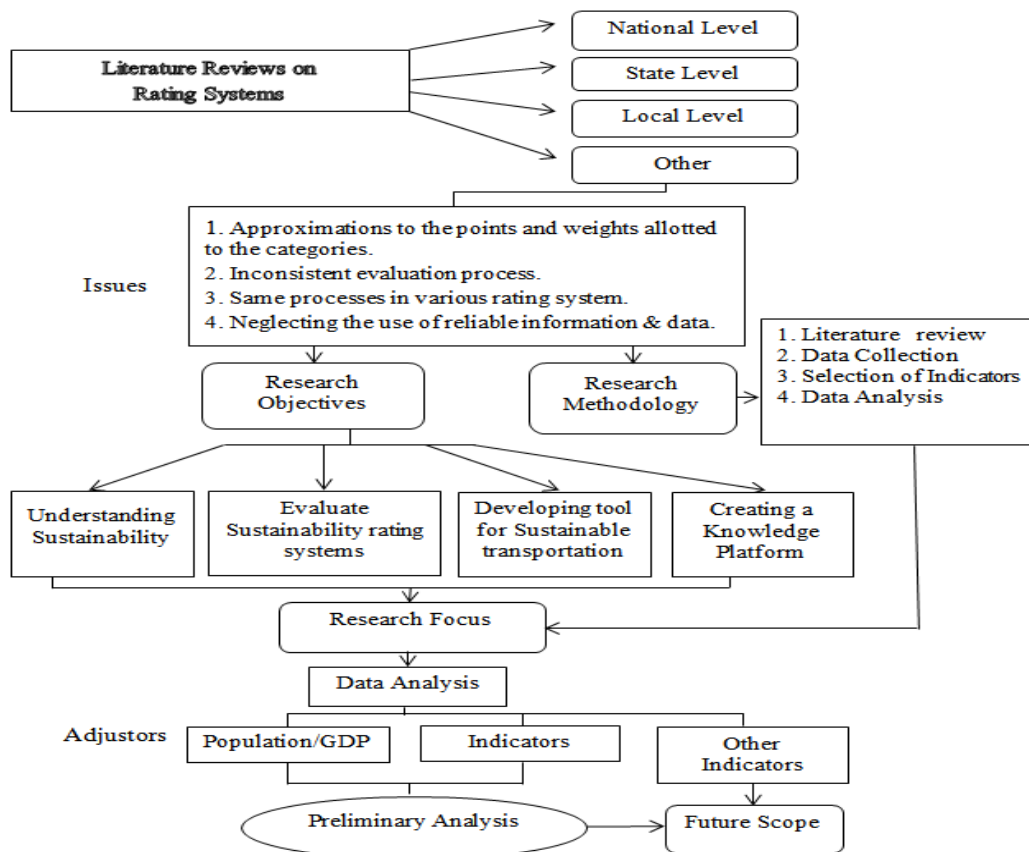 National Level
Literature Reviews on
Rating Systems
State Level
Local Level
Other
Issues
1. Approximations to the points and weights allotted
to the categories.
2. Inconsistent evaluation process.
3. Same processes in various rating system.
4. Neglecting the use of reliable information & data.
Research
Objectives
Research
Methodology
1. Literature review
2. Data Collection
3. Selection of Indicators
4. Data Analysis
Understanding
Sustainability
Evaluate
Sustainability rating
systems
Developing tool
for Sustainable
transportation
Creating a
Knowledge
Platform
Research Focus
Data Analysis
Adjustors
Population/GDP
Indicators
Other
Indicators
Preliminary Analysis
Future Scope